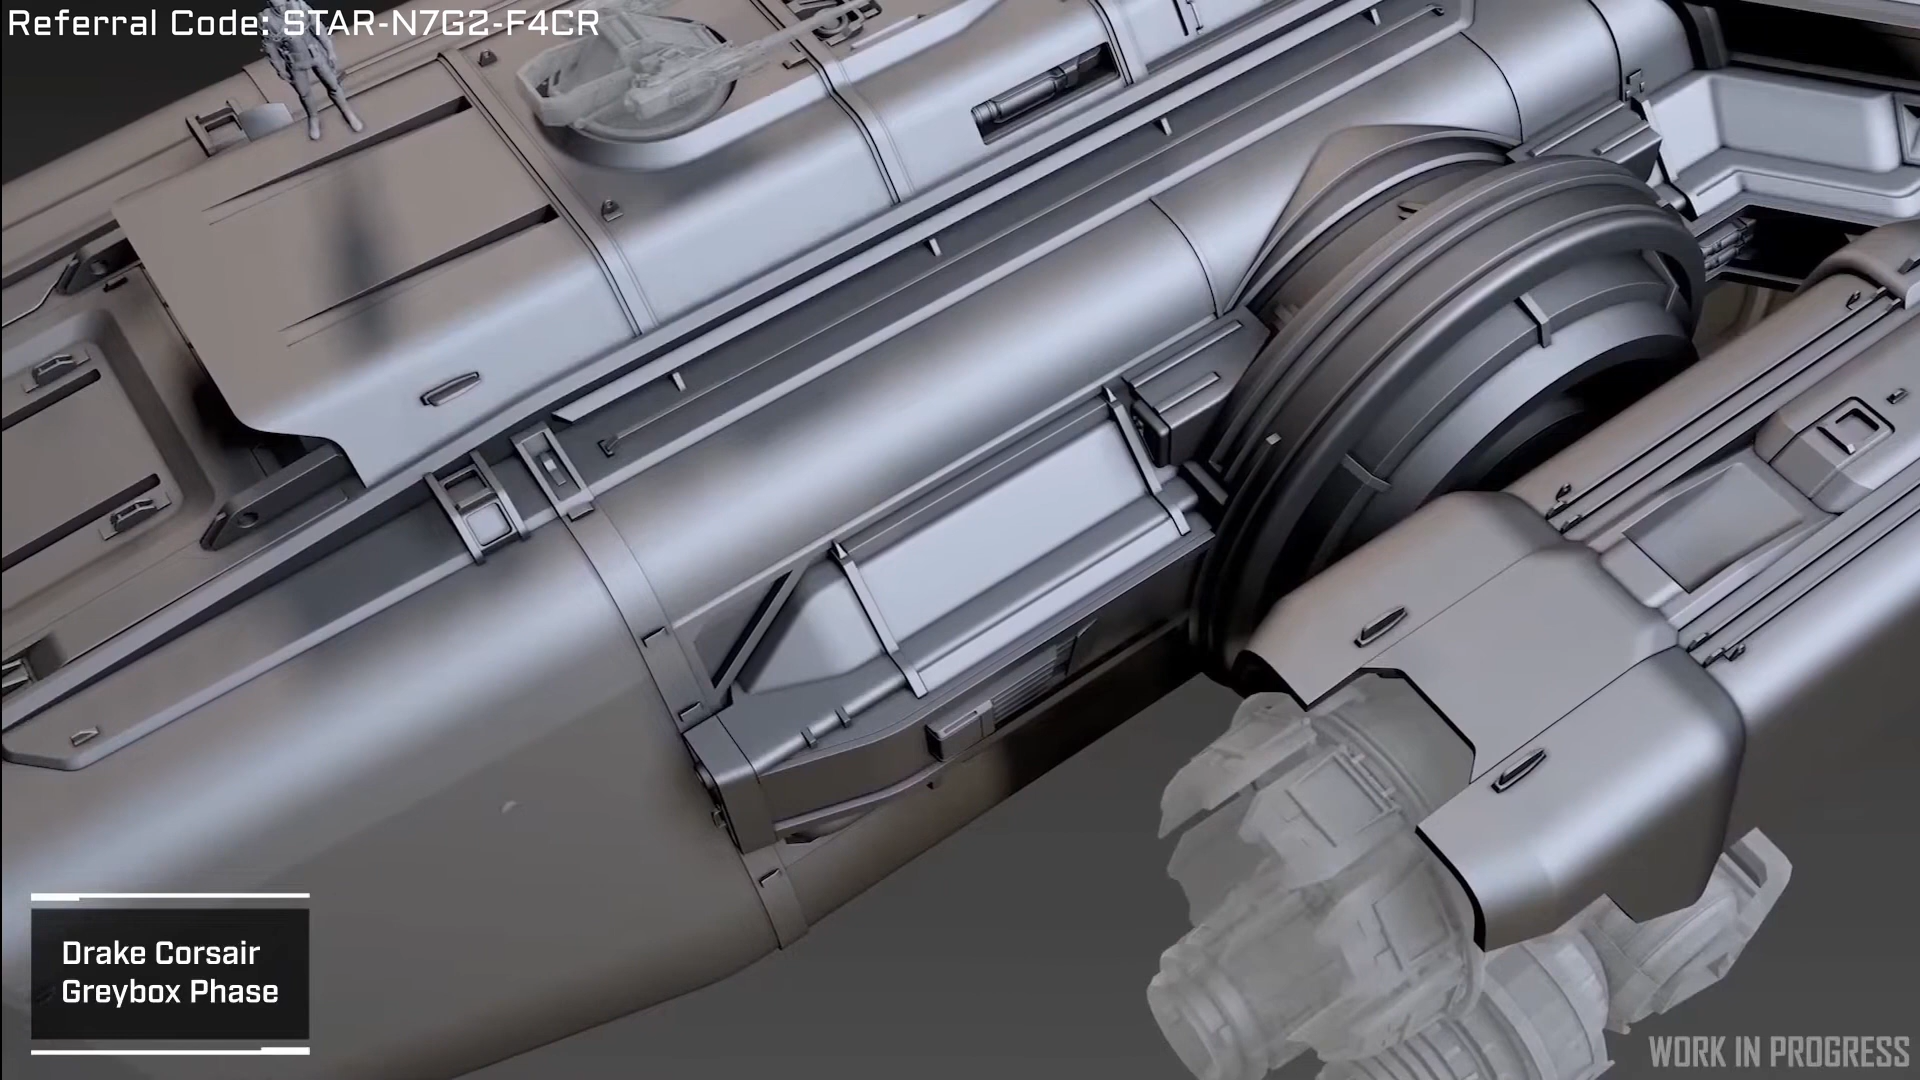 Referral Code: STAR-N7G2-F4CR
Drake Corsair
Greybox Phase
WORK IN PROGRESS